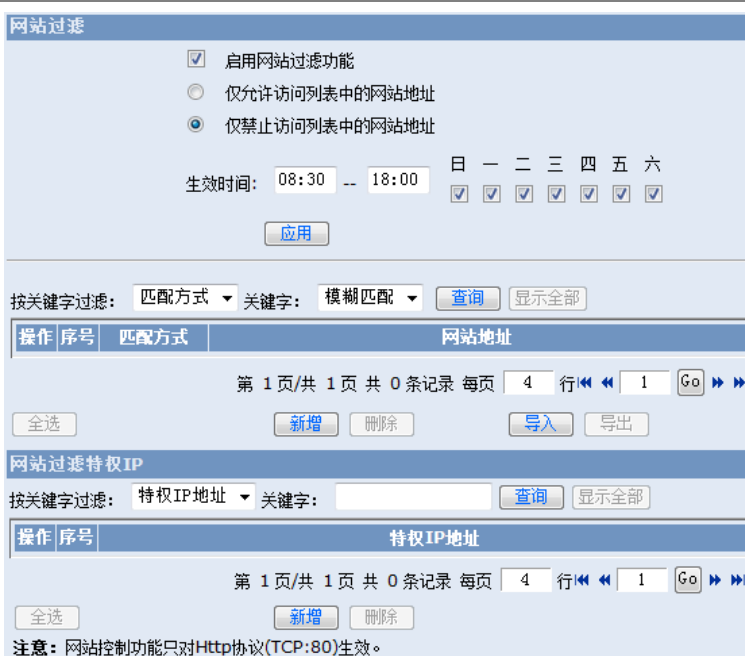 网站过滤
启用网站过滤功能
仅允许访问列表中的网站地址
仅禁止访问列表中的网站地址
日 一 二 三 四 五 六
生效时间: 08:30 -- 18:00
应用
按关键字过滤: 匹配方式 关键字: 模糊匹配 查询 显示全部
操作 序号 匹配方式 网站地址
第 1 页/共 1 页 共 0 条记录 每页 4 行 1 Go
全选 新增 删除 导入 导出
网站过滤特权IP
按关键字过滤: 特权IP地址 关键字: 查询 显示全部
操作 序号 特权IP地址
第 1 页/共 1 页 共 0 条记录 每页 4 行 1 Go
全选 新增 删除
注意: 网站控制功能只对Http协议(TCP:80)生效。